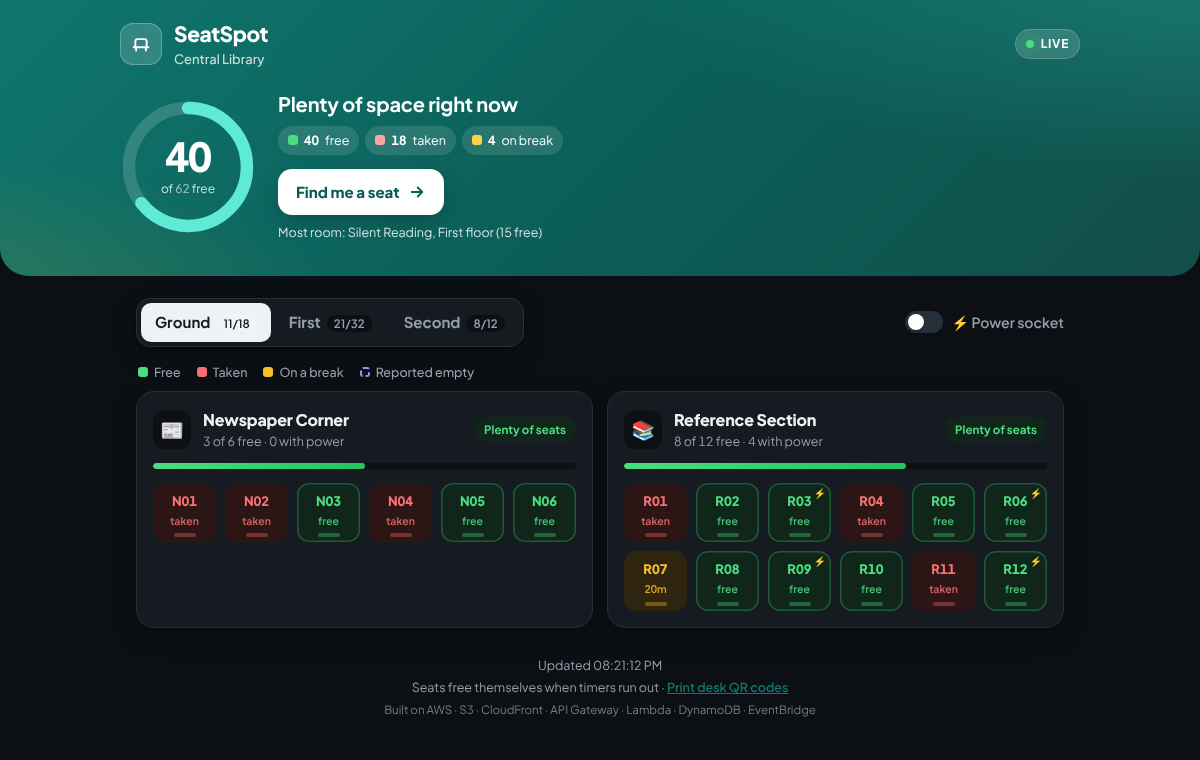 SeatSpot
Central Library
LIVE
40
of 62 free
Plenty of space right now
40 free 18 taken 4 on break
Find me a seat →
Most room: Silent Reading, First floor (15 free)
Ground 11/18 First 21/32 Second 8/12
⚡ Power socket
Free Taken On a break Reported empty
Newspaper Corner
3 of 6 free · 0 with power
Plenty of seats
N01 N02 N03 N04 N05 N06
taken taken free taken free free
Reference Section
8 of 12 free · 4 with power
Plenty of seats
R01 R02 R03⚡ R04 R05 R06⚡
taken free free taken free free
R07 R08 R09⚡ R10 R11 R12⚡
20m free free free taken free
Updated 08:21:12 PM
Seats free themselves when timers run out · Print desk QR codes
Built on AWS · S3 · CloudFront · API Gateway · Lambda · DynamoDB · EventBridge